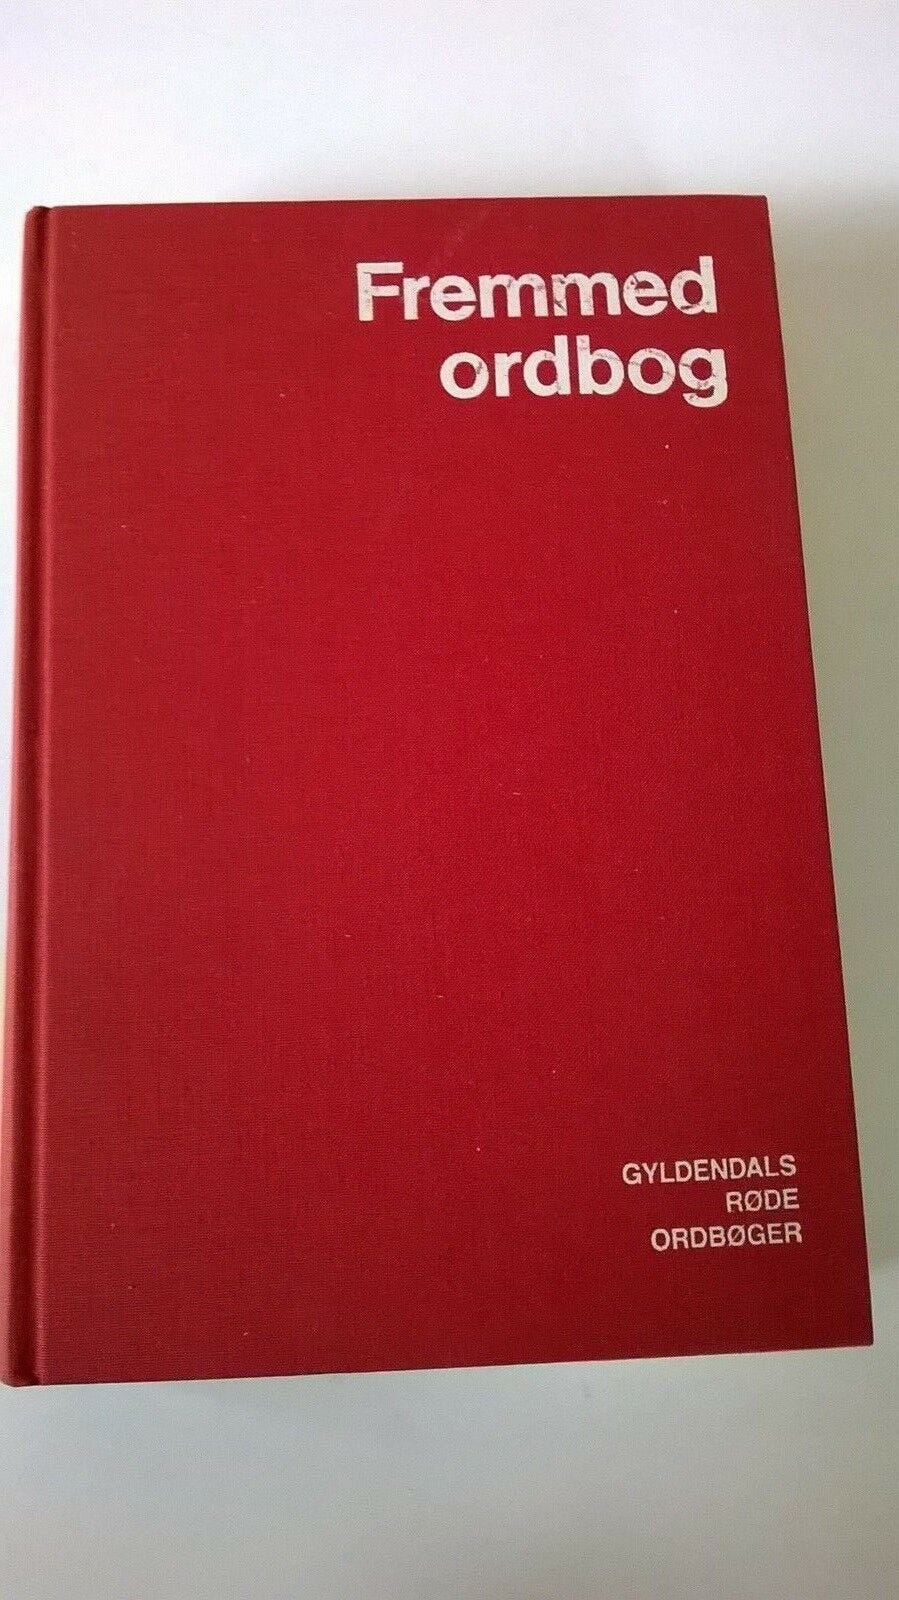 Fremmed
ordbog
GYLDENDALS
RØDE
ORDBØGER